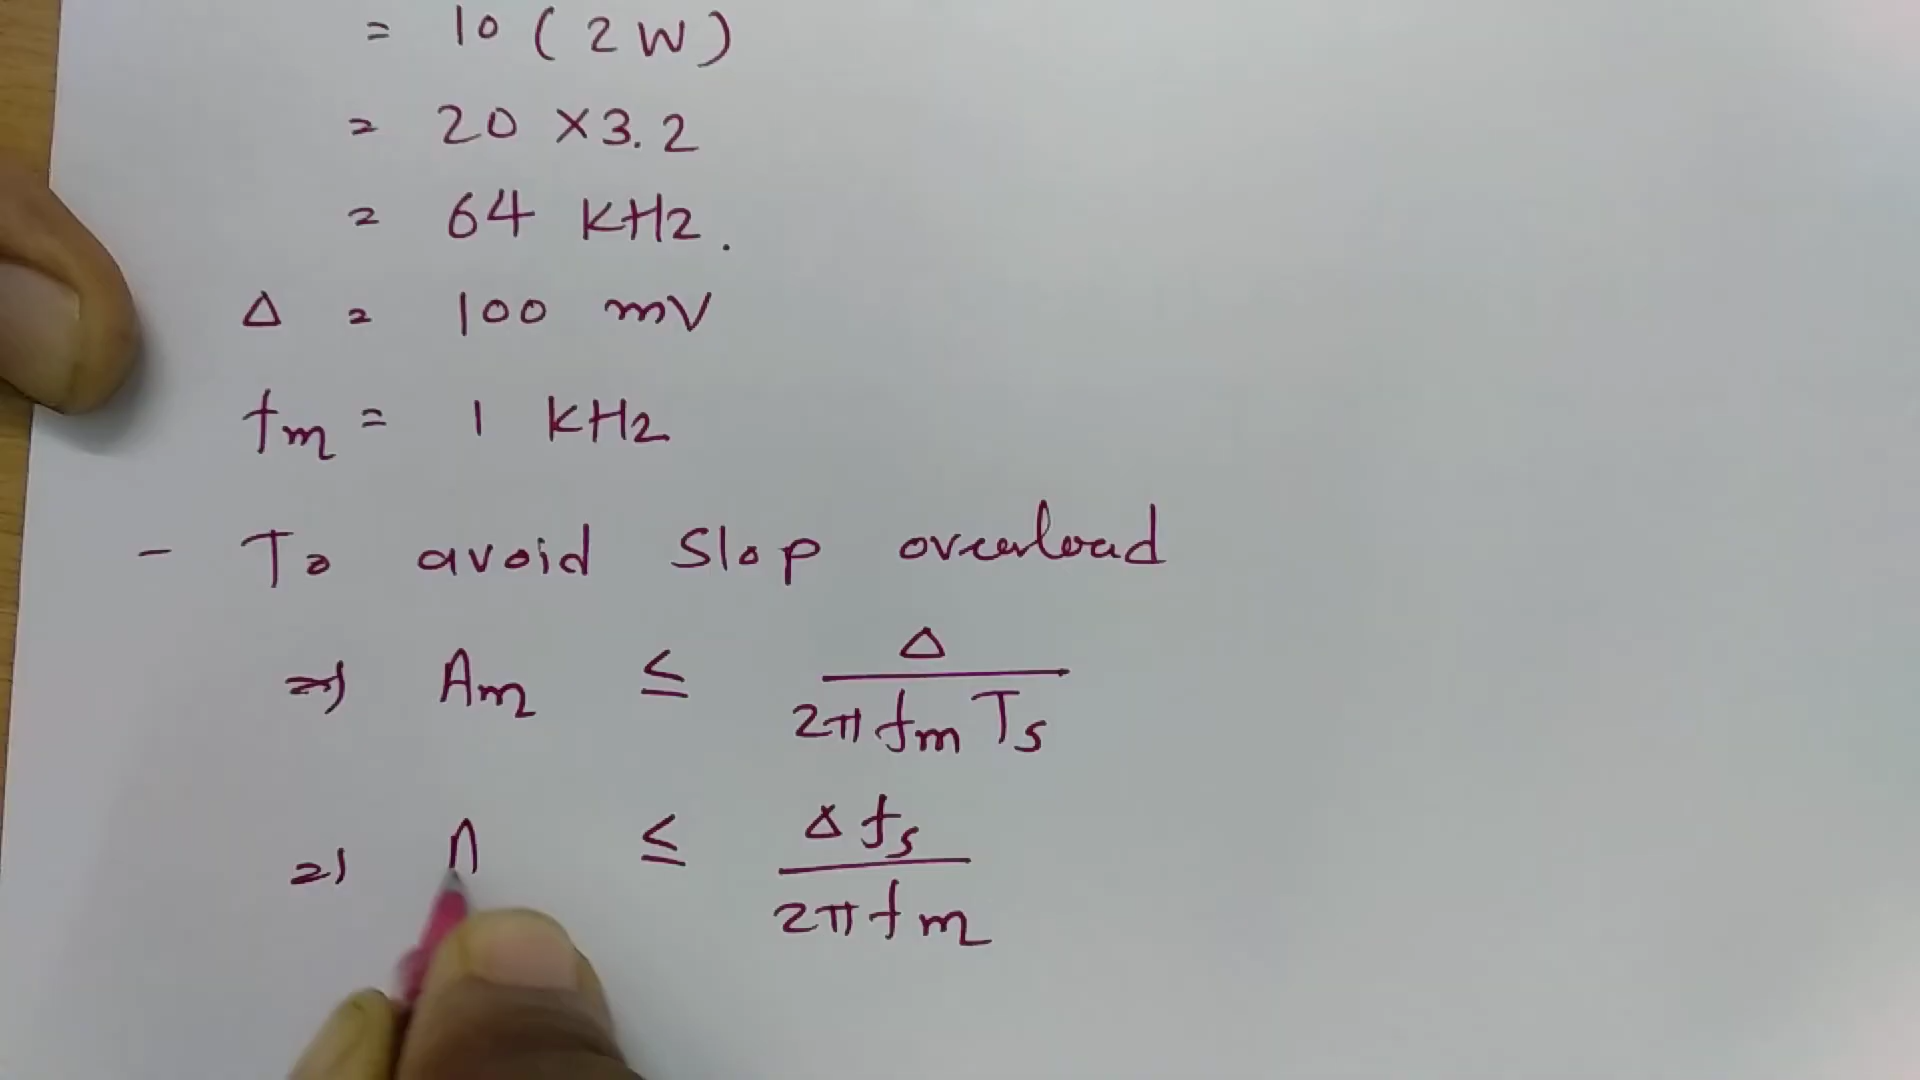 = 10 ( 2 W )
= 20 × 3.2
= 64 KHz.
Δ = 100 mV
fm = 1 KHz
- To avoid Slop overload
⇒ Am ≤ Δ / 2π fm Ts
⇒ A ≤ Δ fs / 2π fm